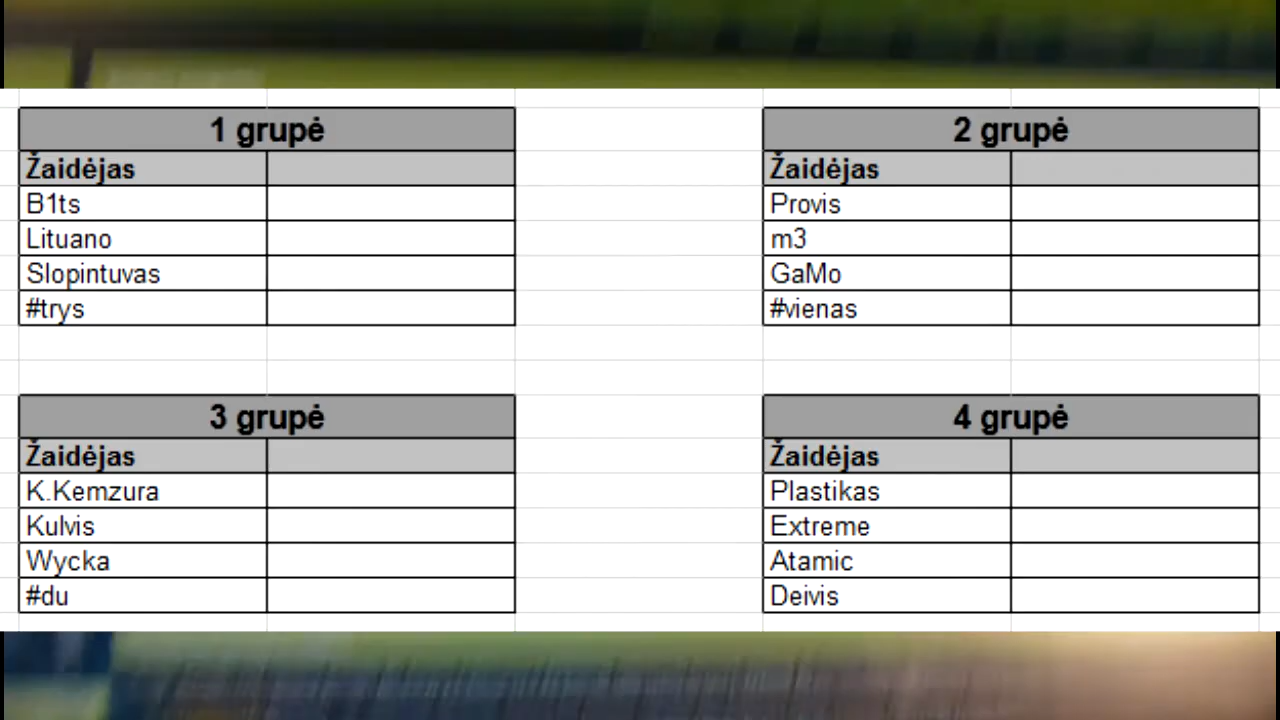 1 grupė
Žaidėjas
B1ts
Lituano
Slopintuvas
#trys
2 grupė
Žaidėjas
Provis
m3
GaMo
#vienas
3 grupė
Žaidėjas
K.Kemzura
Kulvis
Wycka
#du
4 grupė
Žaidėjas
Plastikas
Extreme
Atamic
Deivis